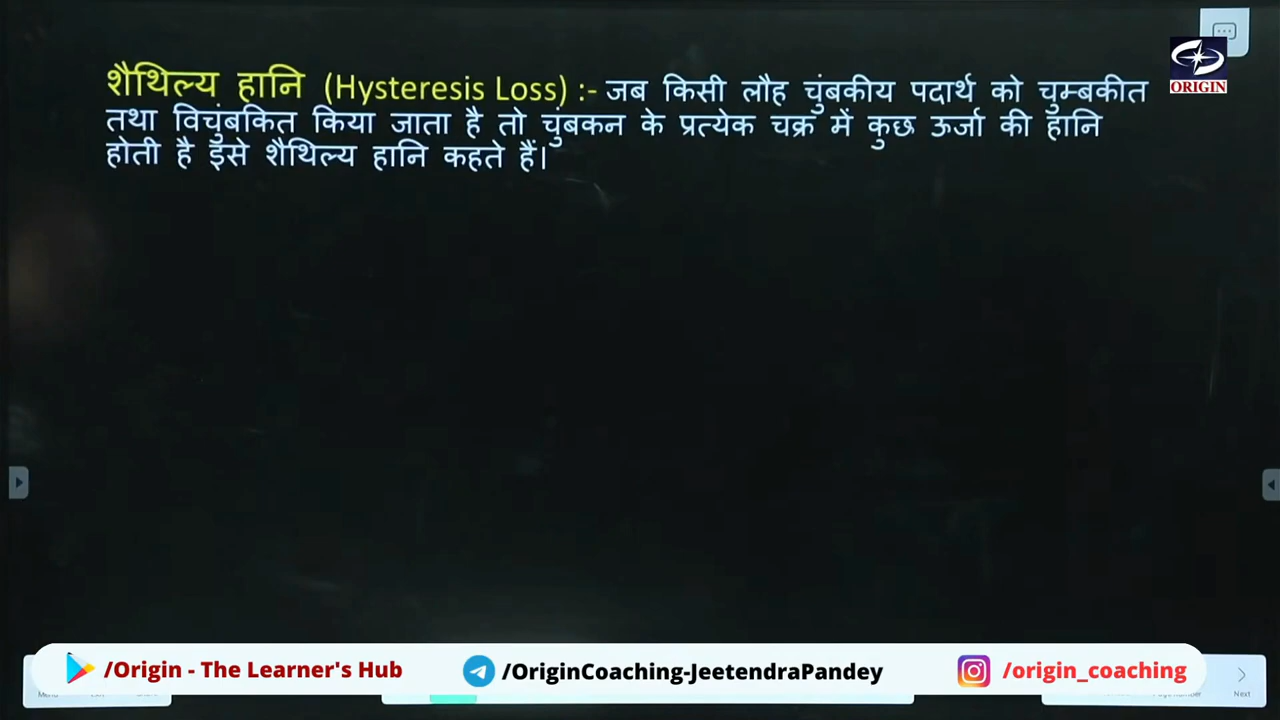 शैथिल्य हानि (Hysteresis Loss) :- जब किसी लौह चुंबकीय पदार्थ को चुम्बकीत
तथा विचुंबकित किया जाता है तो चुंबकन के प्रत्येक चक्र में कुछ ऊर्जा की हानि
होती है इसे शैथिल्य हानि कहते हैं।
ORIGIN
/Origin - The Learner's Hub
/OriginCoaching-JeetendraPandey
/origin_coaching
Next